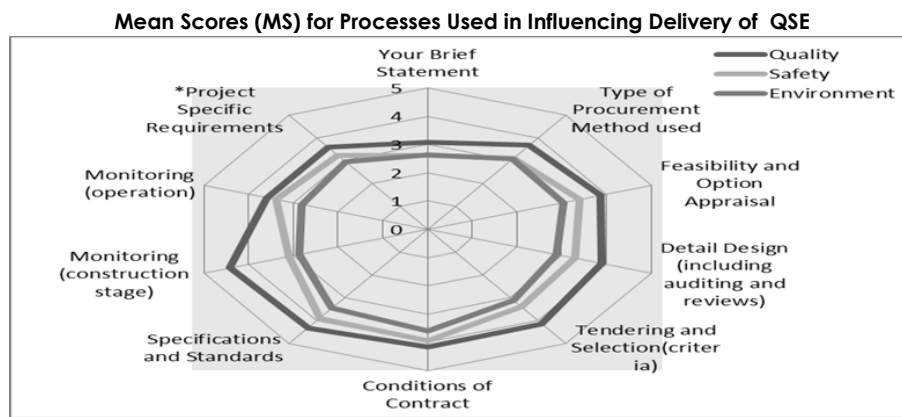 Mean Scores (MS) for Processes Used in Influencing Delivery of QSE
Your Brief
Statement
Quality
Safety
Environment
5
4
3
2
1
0
Type of
Procurement
Method used
Feasibility and
Option
Appraisal
Detail Design
(including
auditing and
reviews)
Tendering and
Selection(criter
ia)
Conditions of
Contract
Specifications
and Standards
Monitoring
(construction
stage)
Monitoring
(operation)
*Project
Specific
Requirements